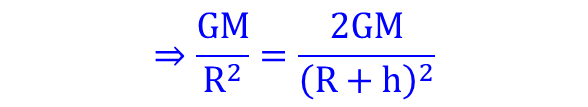 ⇒ GM/R² = 2GM/(R + h)²